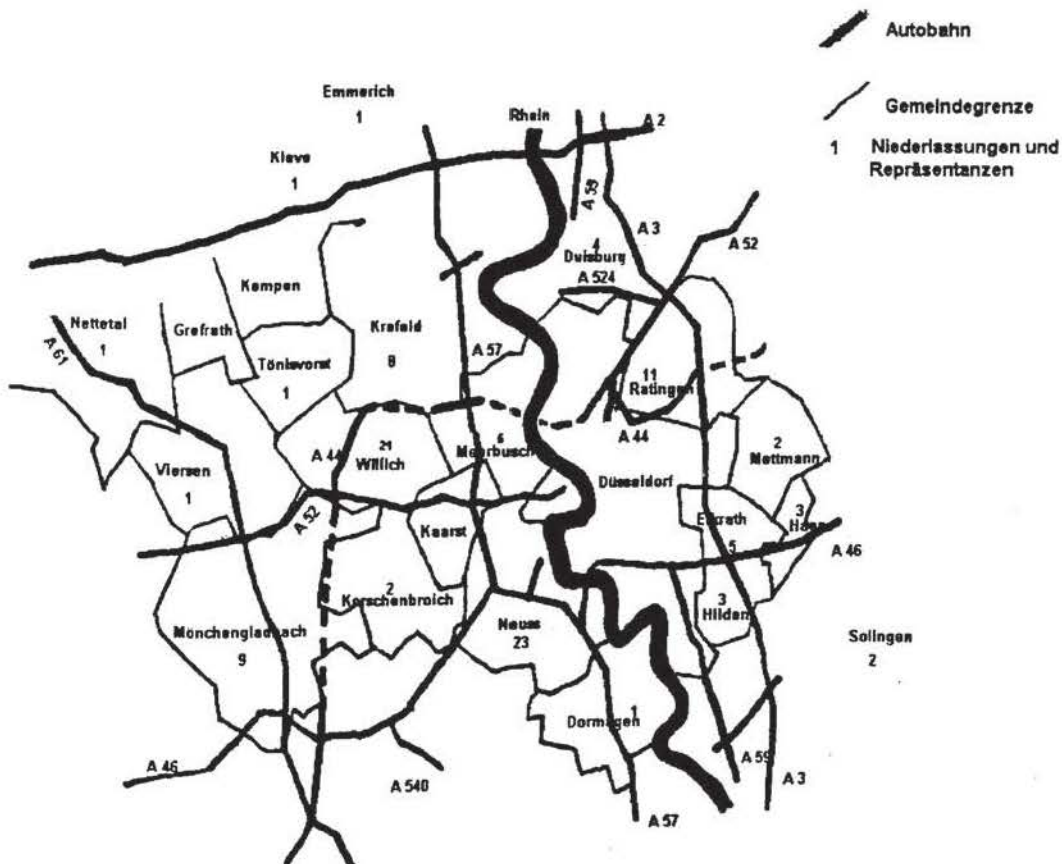 Autobahn
Gemeindegrenze
1 Niederlassungen und
Repräsentanzen
Emmerich
1
Rhein
A 2
Kleve
1
A 59
A 3
A 52
4
Duisburg
A 524
Kempen
Nettetal
1
A 61
Grefrath
Krefeld
8
A 57
Tönisvorst
1
11
Ratingen
A 44
21
Willich
A 44
6
Meerbusch
2
Mettmann
Viersen
1
Düsseldorf
A 52
Kaarst
Erkrath
5
3
Haan
A 46
2
Korschenbroich
3
Hilden
Mönchengladbach
9
Neuss
23
Solingen
2
1
Dormagen
A 46
A 540
A 59
A 3
A 57